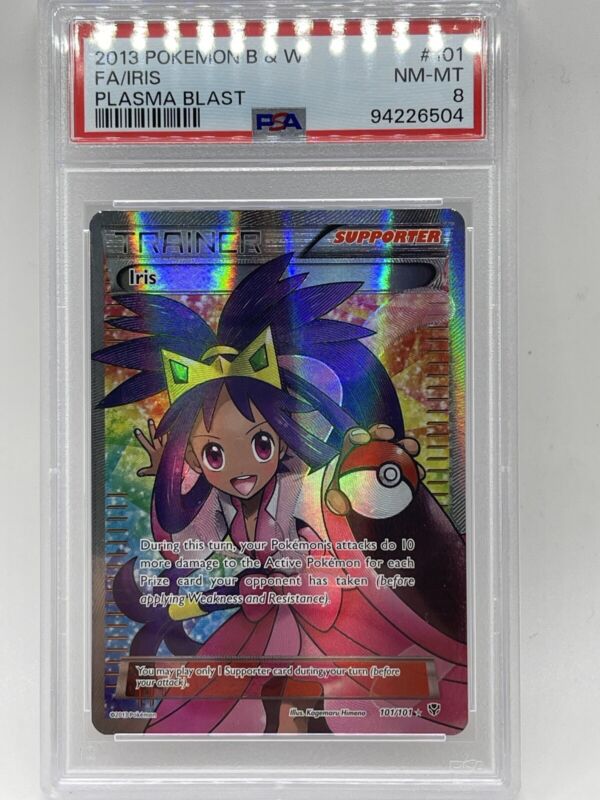 2013 POKEMON B & W #101
FA/IRIS NM-MT
PLASMA BLAST 8
PSA 94226504
TRAINER SUPPORTER
Iris
During this turn, your Pokémon's attacks do 10
more damage to the Active Pokémon for each
Prize card your opponent has taken (before
applying Weakness and Resistance).
You may play only 1 Supporter card during your turn (before
your attack).
©2013 Pokémon Illus. Kagemaru Himeno 101/101